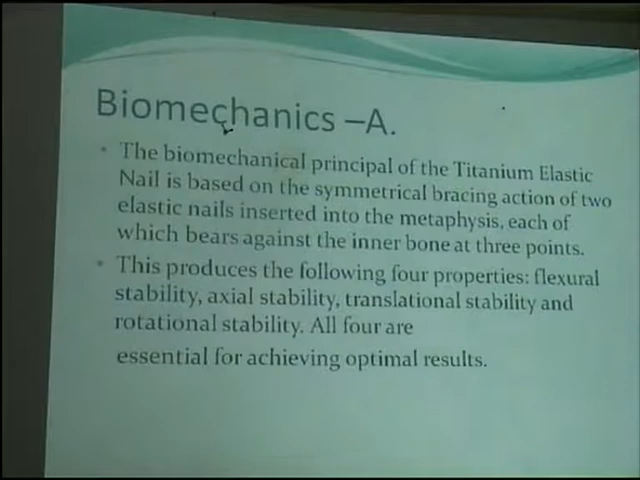 Biomechanics –A.
• The biomechanical principal of the Titanium Elastic
Nail is based on the symmetrical bracing action of two
elastic nails inserted into the metaphysis, each of
which bears against the inner bone at three points.
• This produces the following four properties: flexural
stability, axial stability, translational stability and
rotational stability. All four are
essential for achieving optimal results.